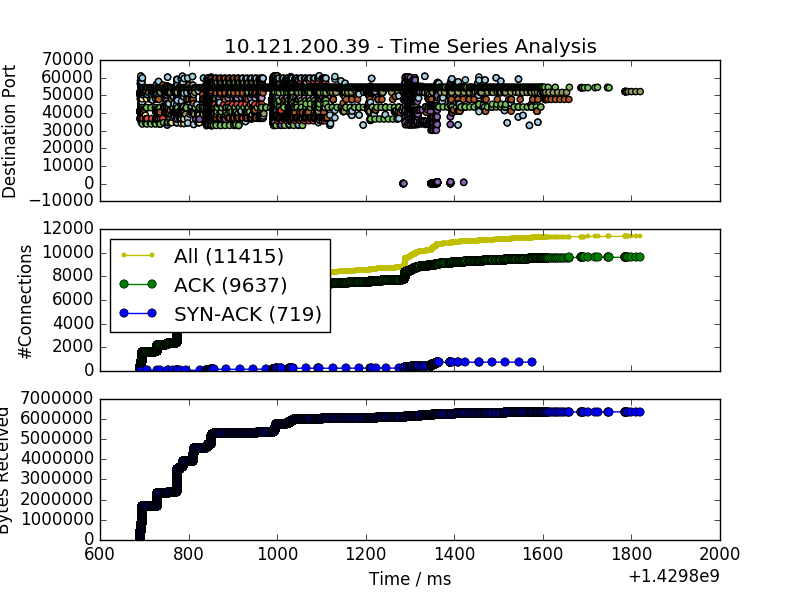 10.121.200.39 - Time Series Analysis
70000
60000
50000
40000
30000
20000
10000
0
−10000
Destination Port
12000
10000
8000
6000
4000
2000
0
#Connections
All (11415)
ACK (9637)
SYN-ACK (719)
7000000
6000000
5000000
4000000
3000000
2000000
1000000
0
Bytes Received
600 800 1000 1200 1400 1600 1800 2000
+1.4298e9
Time / ms